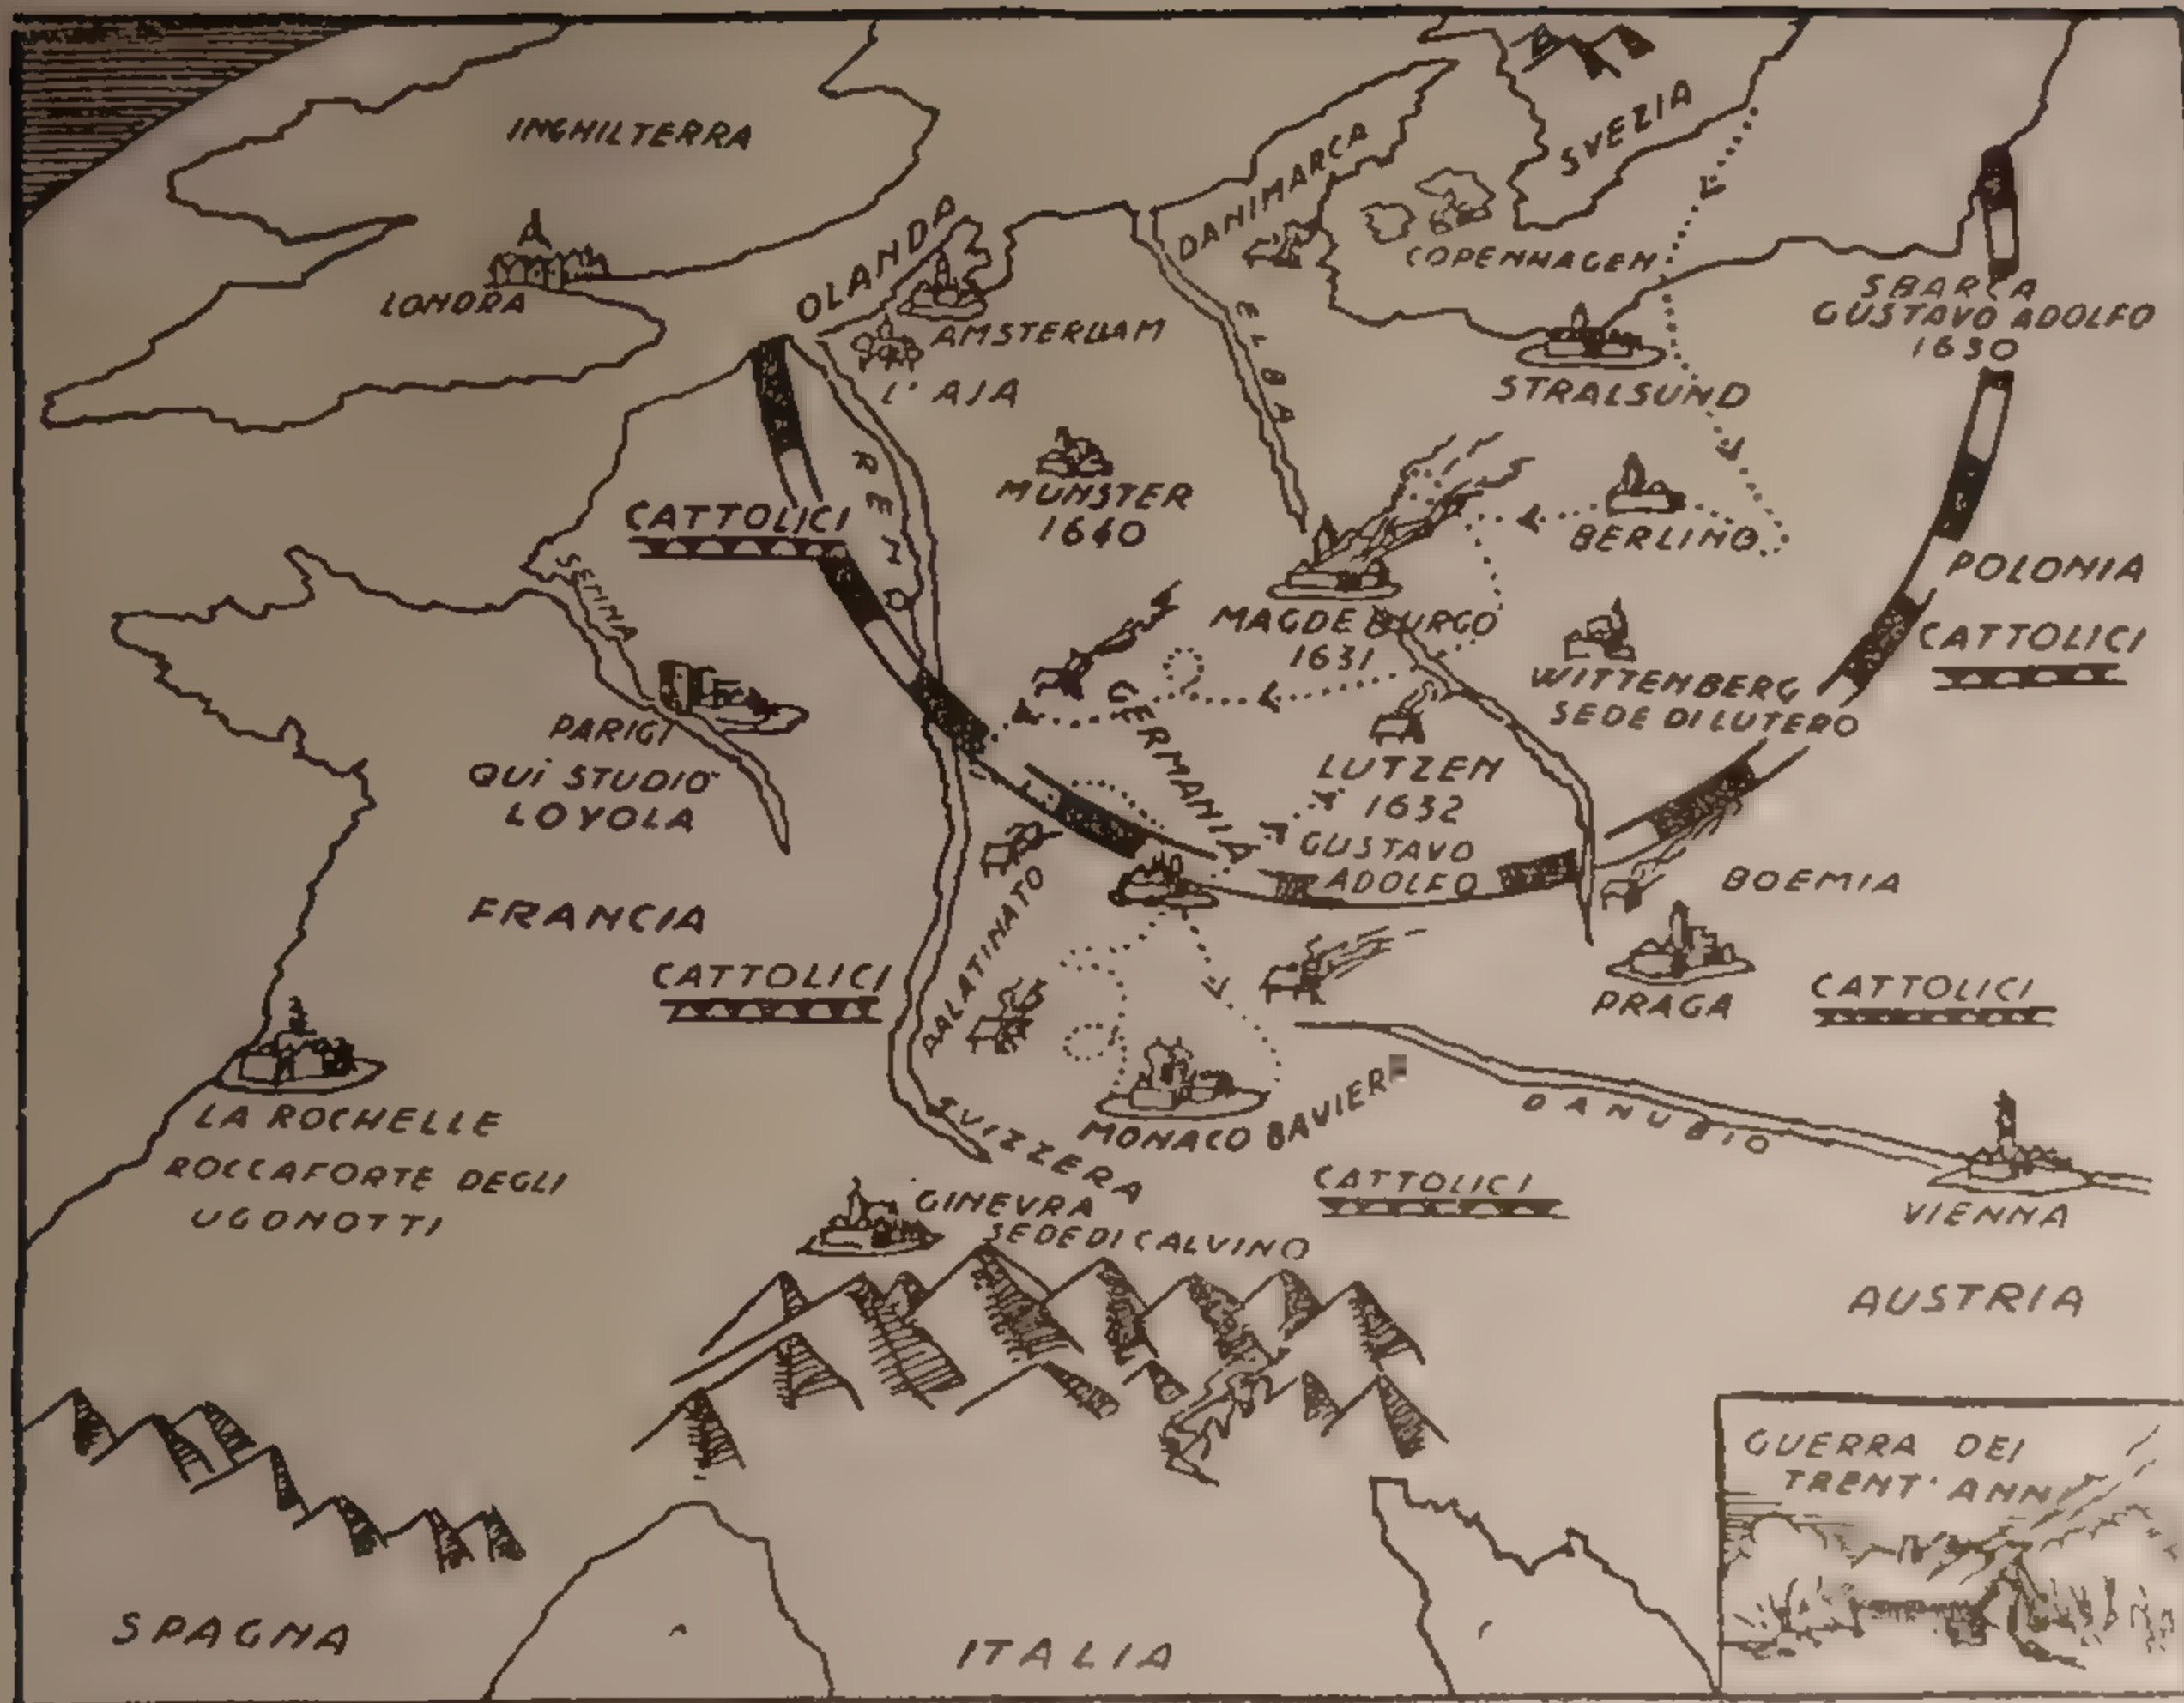 INGHILTERRA
SVEZIA
DANIMARCA
COPENHAGEN
LONDRA
OLANDA
AMSTERDAM
L'AJA
ELBA
SBARCA
GUSTAVO ADOLFO
1630
STRALSUND
RENO
MUNSTER
1640
CATTOLICI
BERLINO
POLONIA
CATTOLICI
SENNA
MAGDEBURGO
1631
WITTENBERG
SEDE DI LUTERO
PARIGI
QUI STUDIO'
LOYOLA
GERMANIA
LUTZEN
1632
GUSTAVO
ADOLFO
BOEMIA
FRANCIA
PALATINATO
CATTOLICI
PRAGA
CATTOLICI
LA ROCHELLE
ROCCAFORTE DEGLI
UGONOTTI
MONACO BAVIER
DANUBIO
SVIZZERA
GINEVRA
SEDE DI CALVINO
CATTOLICI
VIENNA
AUSTRIA
SPAGNA
ITALIA
GUERRA DEI
TRENT'ANNI